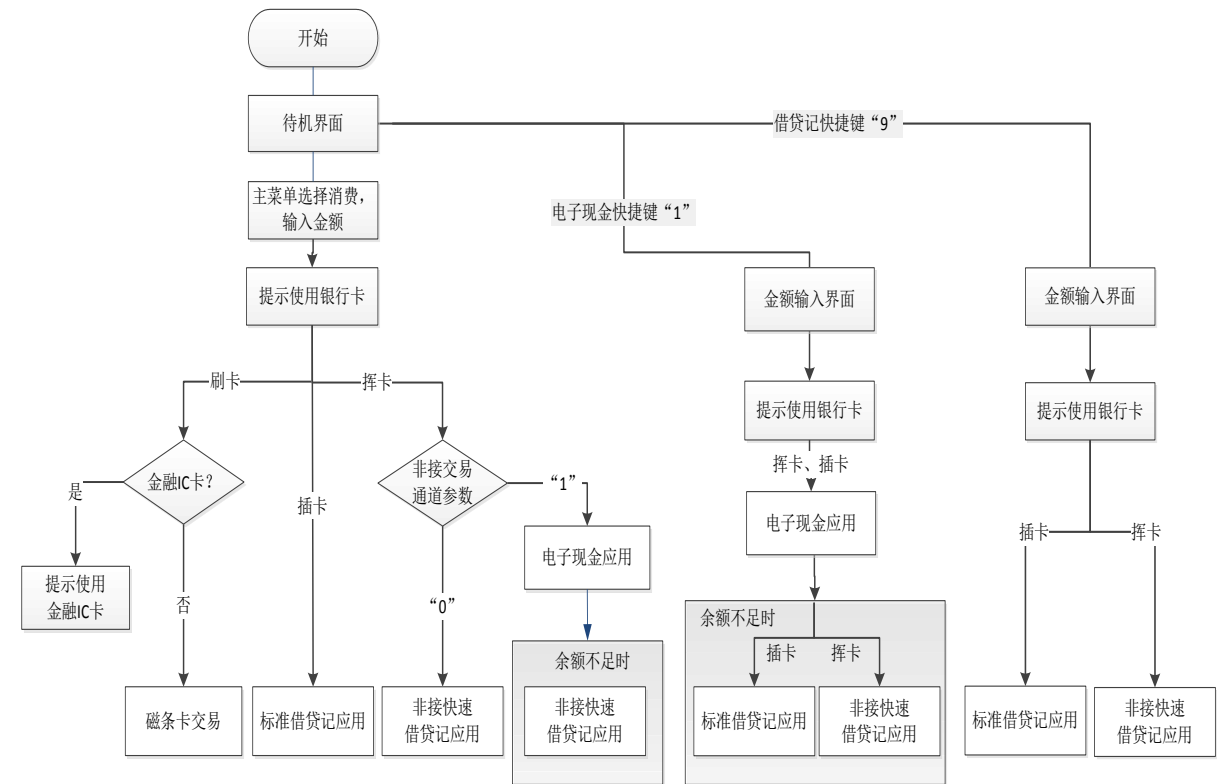 开始
待机界面
借贷记快捷键“9”
主菜单选择消费，
输入金额
电子现金快捷键“1”
提示使用银行卡
金额输入界面
金额输入界面
刷卡
挥卡
提示使用银行卡
提示使用银行卡
金融IC卡？
非接交易
通道参数
“1”
挥卡、插卡
是
插卡
电子现金应用
电子现金应用
插卡
挥卡
提示使用
金融IC卡
否
“0”
余额不足时
余额不足时
插卡
挥卡
磁条卡交易
标准借贷记应用
非接快速
借贷记应用
非接快速
借贷记应用
标准借贷记应用
非接快速
借贷记应用
标准借贷记应用
非接快速
借贷记应用